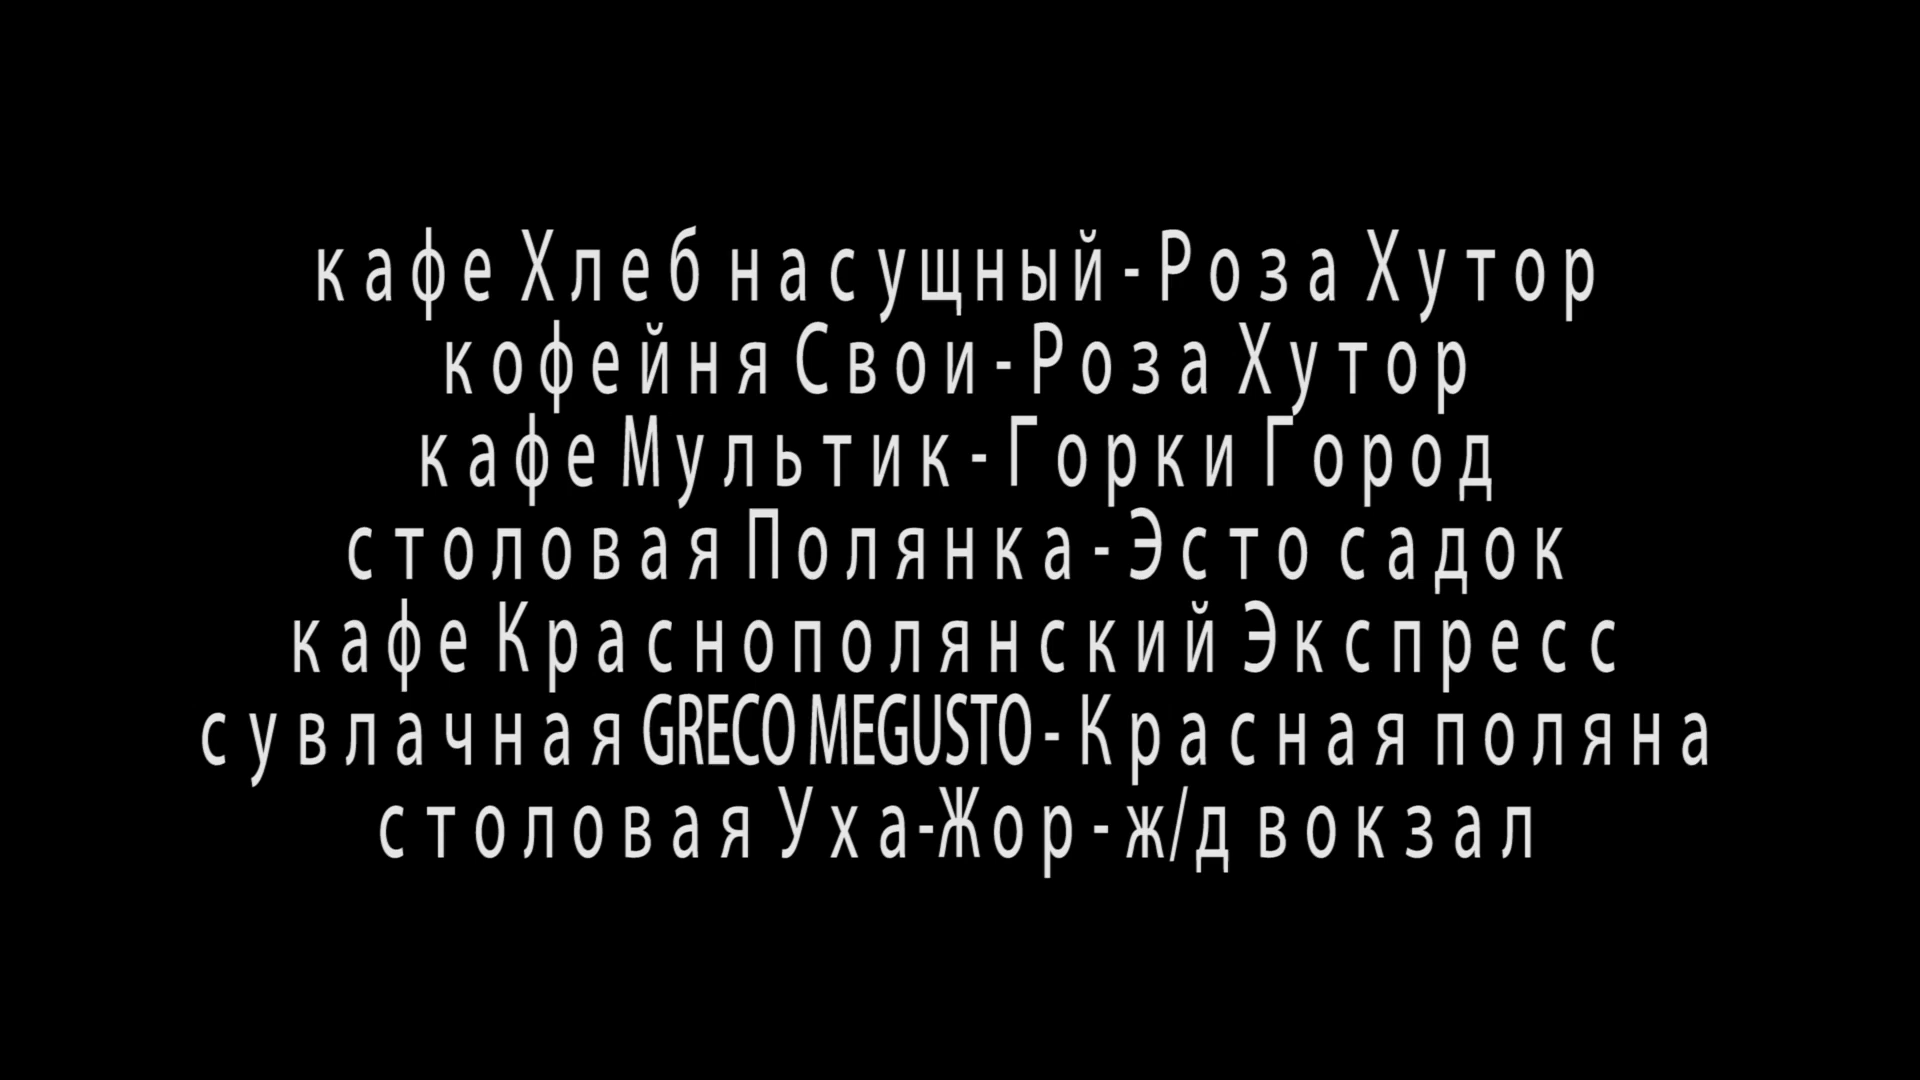 кафе Хлеб насущный - Роза Хутор
кофейня Свои - Роза Хутор
кафе Мультик - Горки Город
столовая Полянка - Эсто садок
кафе Краснополянский Экспресс
сувлачная GRECO MEGUSTO - Красная поляна
столовая Уха-Жор - ж/д вокзал